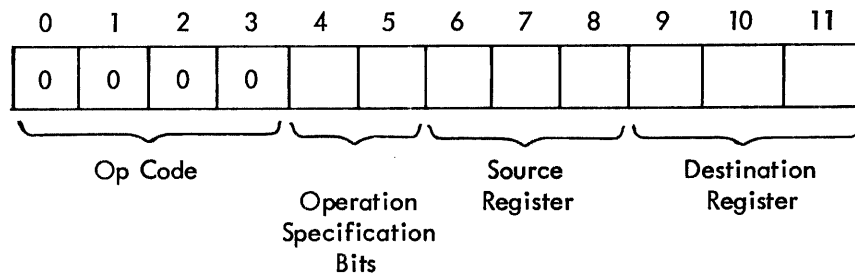 0 1 2 3 4 5 6 7 8 9 10 11
0 0 0 0
Op Code
Operation
Specification
Bits
Source
Register
Destination
Register